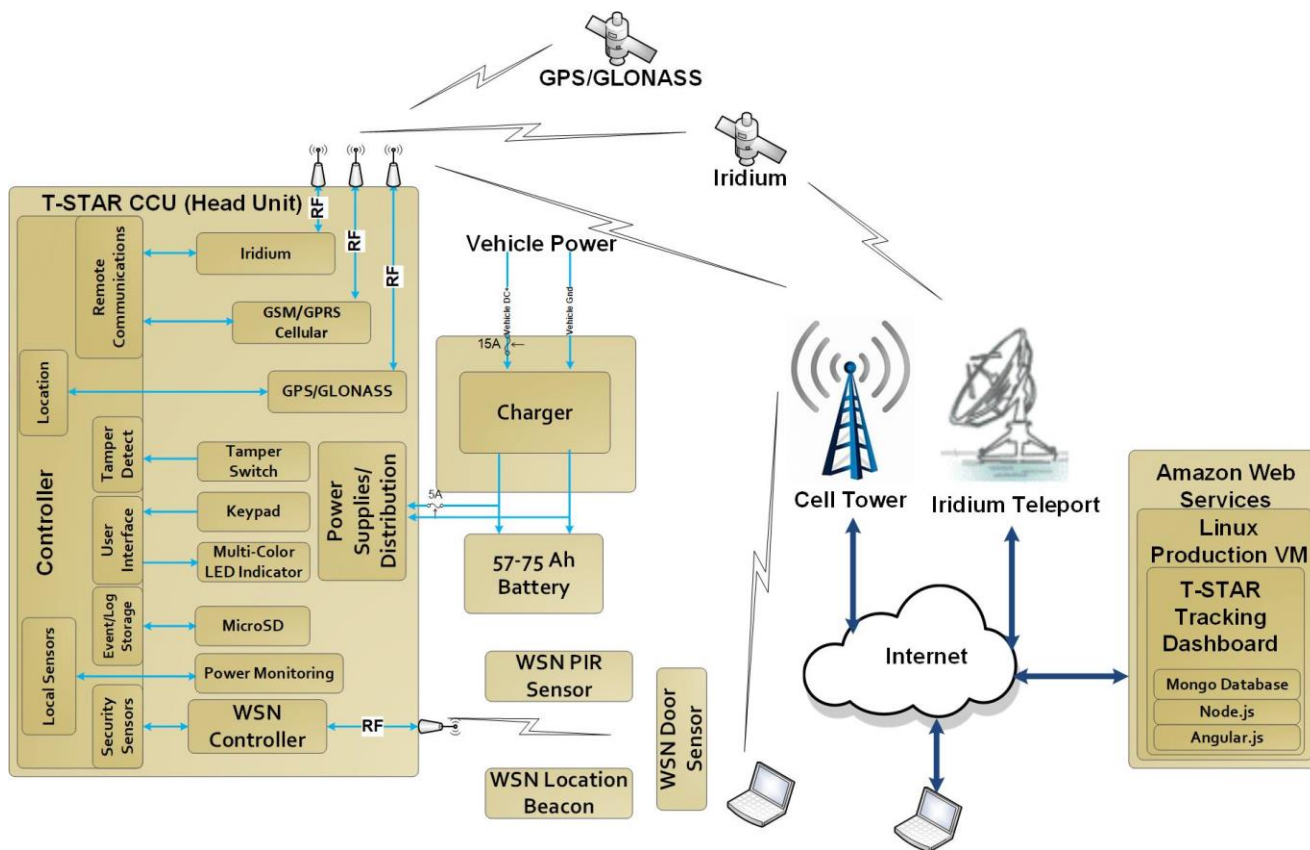 GPS/GLONASS
Iridium
T-STAR CCU (Head Unit)
RF
RF
RF
Remote
Communications
Iridium
GSM/GPRS
Cellular
Location
GPS/GLONASS
Controller
Tamper
Detect
Tamper
Switch
User
Interface
Keypad
Multi-Color
LED Indicator
Event/Log
Storage
MicroSD
Local Sensors
Power Monitoring
Security
Sensors
WSN
Controller
RF
Power Supplies/
Distribution
Vehicle Power
Vehicle DC+
Vehicle Gnd
15A
Charger
5A
57-75 Ah
Battery
WSN PIR
Sensor
WSN Door
Sensor
WSN Location
Beacon
Cell Tower
Iridium Teleport
Internet
Amazon Web
Services
Linux
Production VM
T-STAR
Tracking
Dashboard
Mongo Database
Node.js
Angular.js